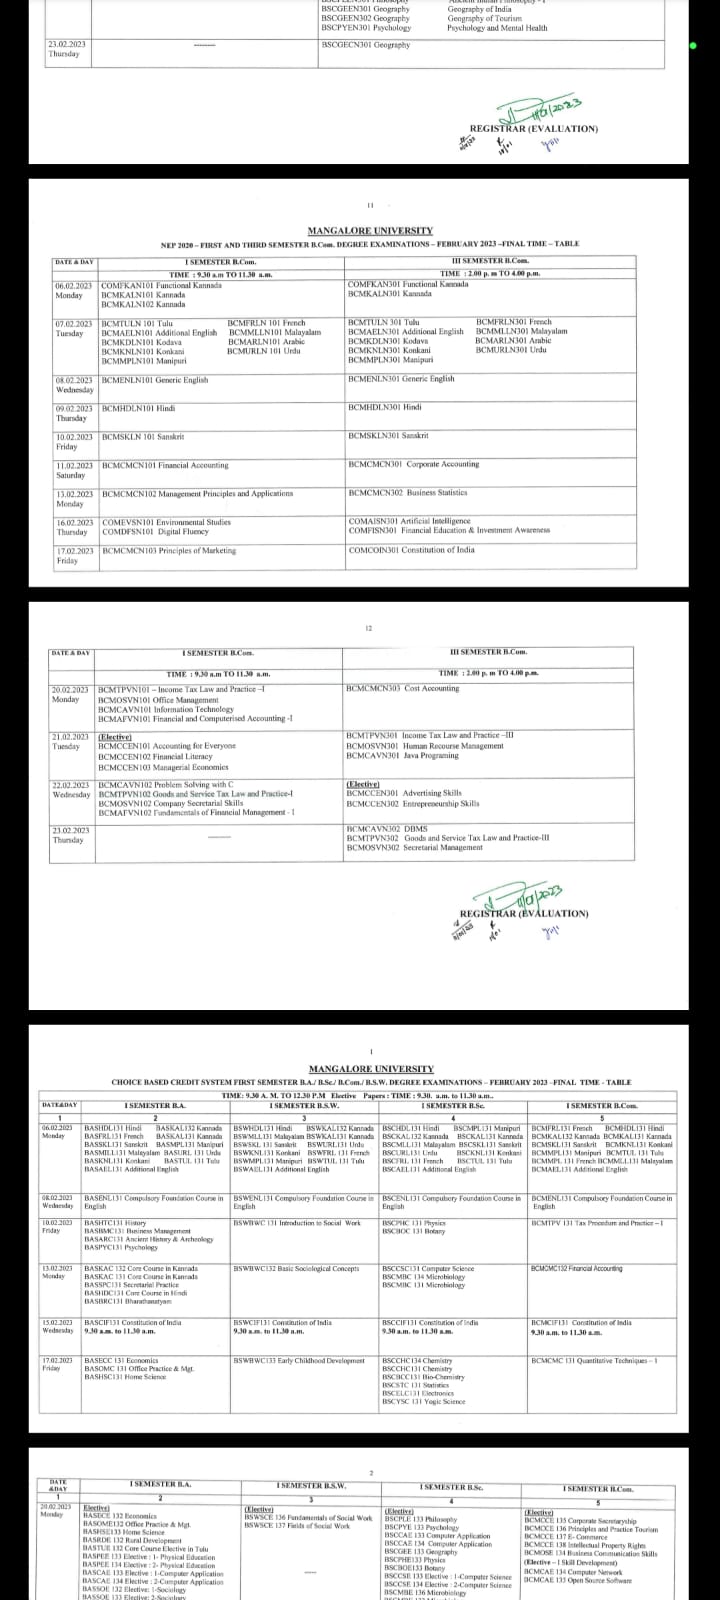 BSCGEEN301 Geography Geography of India
BSCGEEN302 Geography Geography of Tourism
BSCPYEN301 Psychology Psychology and Mental Health
23.02.2023 -------- BSCGECN301 Geography
Thursday
REGISTRAR (EVALUATION)
11
MANGALORE UNIVERSITY
NEP 2020 – FIRST AND THIRD SEMESTER B.Com. DEGREE EXAMINATIONS – FEBRUARY 2023 –FINAL TIME – TABLE
DATE & DAY I SEMESTER B.Com. III SEMESTER B.Com.
TIME : 9.30 a.m TO 11.30 a.m. TIME : 2.00 p. m TO 4.00 p.m.
06.02.2023 COMFKAN101 Functional Kannada COMFKAN301 Functional Kannada
Monday BCMKALN101 Kannada BCMKALN301 Kannada
BCMKALN102 Kannada
07.02.2023 BCMTULN 101 Tulu BCMFRLN 101 French BCMTULN 301 Tulu BCMFRLN301 French
Tuesday BCMAELN101 Additional English BCMMLLN101 Malayalam BCMAELN301 Additional English BCMMLLN301 Malayalam
BCMKDLN101 Kodava BCMARLN101 Arabic BCMKDLN301 Kodava BCMARLN301 Arabic
BCMKNLN101 Konkani BCMURLN 101 Urdu BCMKNLN301 Konkani BCMURLN301 Urdu
BCMMPLN101 Manipuri BCMMPLN301 Manipuri
08.02.2023 BCMENLN101 Generic English BCMENLN301 Generic English
Wednesday
09.02.2023 BCMHDLN101 Hindi BCMHDLN301 Hindi
Thursday
10.02.2023 BCMSKLN 101 Sanskrit BCMSKLN301 Sanskrit
Friday
11.02.2023 BCMCMCN101 Financial Accounting BCMCMCN301 Corporate Accounting
Saturday
13.02.2023 BCMCMCN102 Management Principles and Applications BCMCMCN302 Business Statistics
Monday
16.02.2023 COMEVSN101 Environmental Studies COMAISN301 Artificial Intelligence
Thursday COMDFSN101 Digital Fluency COMFISN301 Financial Education & Investment Awareness
17.02.2023 BCMCMCN103 Principles of Marketing COMCOIN301 Constitution of India
Friday
12
DATE & DAY I SEMESTER B.Com. III SEMESTER B.Com.
TIME : 9.30 a.m TO 11.30 a.m. TIME : 2.00 p. m TO 4.00 p.m.
20.02.2023 BCMTPVN101 – Income Tax Law and Practice –I BCMCMCN303 Cost Accounting
Monday BCMOSVN101 Office Management
BCMCAVN101 Information Technology
BCMAFVN101 Financial and Computerised Accounting -I
21.02.2023 (Elective) BCMTPVN301 Income Tax Law and Practice –III
Tuesday BCMCCEN101 Accounting for Everyone BCMOSVN301 Human Recourse Management
BCMCCEN102 Financial Literacy BCMCAVN301 Java Programing
BCMCCEN103 Managerial Economics
22.02.2023 BCMCAVN102 Problem Solving with C (Elective)
Wednesday BCMTPVN102 Goods and Service Tax Law and Practice-I BCMCCEN301 Advertising Skills
BCMOSVN102 Company Secretarial Skills BCMCCEN302 Entrepreneurship Skills
BCMAFVN102 Fundamentals of Financial Management - I
23.02.2023 -------- BCMCAVN302 DBMS
Thursday BCMTPVN302 Goods and Service Tax Law and Practice-III
BCMOSVN302 Secretarial Management
REGISTRAR (EVALUATION)
1
MANGALORE UNIVERSITY
CHOICE BASED CREDIT SYSTEM FIRST SEMESTER B.A./ B.Sc./ B.Com./ B.S.W. DEGREE EXAMINATIONS – FEBRUARY 2023 –FINAL TIME - TABLE
TIME: 9.30 A. M. TO 12.30 P.M Elective Papers : TIME : 9.30. a.m. to 11.30 a.m..
DATE&DAY I SEMESTER B.A. I SEMESTER B.S.W. I SEMESTER B.Sc. I SEMESTER B.Com.
1 2 3 4 5
06.02.2023 BASHDL131 Hindi BASKAL132 Kannada BSWHDL131 Hindi BSWKAL132 Kannada BSCHDL131 Hindi BSCMPL131 Manipuri BCMFRL131 French BCMHDL131 Hindi
Monday BASFRL131 French BASKAL131 Kannada BSWMLL131 Malayalam BSWKAL131 Kannada BSCKAL132 Kannada BSCKAL131 Kannada BCMKAL132 Kannada BCMKAL131 Kannada
BASSKL131 Sanskrit BASMPL131 Manipuri BSWSKL 131 Sanskrit BSWURL131 Urdu BSCMLL131 Malayalam BSCSKL131 Sanskrit BCMSKL131 Sanskrit BCMKNL131 Konkani
BASMLL131 Malayalam BASURL 131 Urdu BSWKNL131 Konkani BSWFRL 131 French BSCURL131 Urdu BSCKNL131 Konkani BCMMPL131 Manipuri BCMTUL 131 Tulu
BASKNL131 Konkani BASTUL 131 Tulu BSWMPL131 Manipuri BSWTUL 131 Tulu BSCFRL 131 French BSCTUL 131 Tulu BCMMPL 131 French BCMMLL131 Malayalam
BASAEL131 Additional English BSWAEL131 Additional English BSCAEL131 Additional English BCMAEL131 Additional English
08.02.2023 BASENL131 Compulsory Foundation Course in BSWENL131 Compulsory Foundation Course in BSCENL131 Compulsory Foundation Course in BCMENL131 Compulsory Foundation Course in
Wednesday English English English English
10.02.2023 BASHTC131 History BSWBWC 131 Introduction to Social Work BSCPHC 131 Physics BCMTPV 131 Tax Procedure and Practice – I
Friday BASBMC131 Business Management BSCBOC 131 Botany
BASARC131 Ancient History & Archeology
BASPYC131 Psychology
13.02.2023 BASKAC 132 Core Course in Kannada BSWBWC132 Basic Sociological Concepts BSCCSC131 Computer Science BCMCMC132 Financial Accounting
Monday BASKAC 131 Core Course in Kannada BSCMBC 134 Microbiology
BASSPC131 Secretarial Practice BSCMBC 131 Microbiology
BASHDC131 Core Course in Hindi
BASBRC131 Bharathanatyam
15.02.2023 BASCIF131 Constitution of India BSWCIF131 Constitution of India BSCCIF131 Constitution of India BCMCIF131 Constitution of India
Wednesday 9.30 a.m. to 11.30 a.m. 9.30 a.m. to 11.30 a.m. 9.30 a.m. to 11.30 a.m. 9.30 a.m. to 11.30 a.m.
17.02.2023 BASECC 131 Economics BSWBWC133 Early Childhood Development BSCCHC134 Chemistry BCMCMC 131 Quantitative Techniques – 1
Friday BASOMC 131 Office Practice & Mgt. BSCCHC131 Chemistry
BASHSC131 Home Science BSCBCC131 Bio-Chemistry
BSCSTC 131 Statistics
BSCELC131 Electronics
BSCYSC 131 Yogic Science
2
DATE &DAY I SEMESTER B.A. I SEMESTER B.S.W. I SEMESTER B.Sc. I SEMESTER B.Com.
1 2 3 4 5
20.02.2023 (Elective) (Elective) (Elective) (Elective)
Monday BASECE 132 Economics BSWSCE 136 Fundamentals of Social Work BSCPLE 133 Philosophy BCMCCE 135 Corporate Secretaryship
BASOME132 Office Practice & Mgt. BSWSCE 137 Fields of Social Work BSCPYE 133 Psychology BCMCCE 136 Principles and Practice Tourism
BASHSE133 Home Science BSCCAE 133 Computer Application BCMCCE 137 E- Commerce
BASRDE 132 Rural Development BSCCAE 134 Computer Application BCMCCE 138 Intellectual Property Rights
BASTUE 132 Core Course Elective in Tulu BSCGEE 133 Geography BCMOSE 134 Business Communication Skills
BASPEE 133 Elective : 1- Physical Education BSCPHE133 Physics (Elective – I Skill Development)
BASPEE 134 Elective : 2- Physical Education BSCBOE133 Botany BCMCAE 134 Computer Network
BASCAE 133 Elective : 1-Computer Application BSCCSE 133 Elective : 1-Computer Science BCMCAE 133 Open Source Software
BASCAE 134 Elective : 2-Computer Application BSCCSE 134 Elective : 2-Computer Science
BASSOE 132 Elective: 1-Sociology ---- BSCMBE 136 Microbiology
BASSOE 133 Elective: 2-Sociology